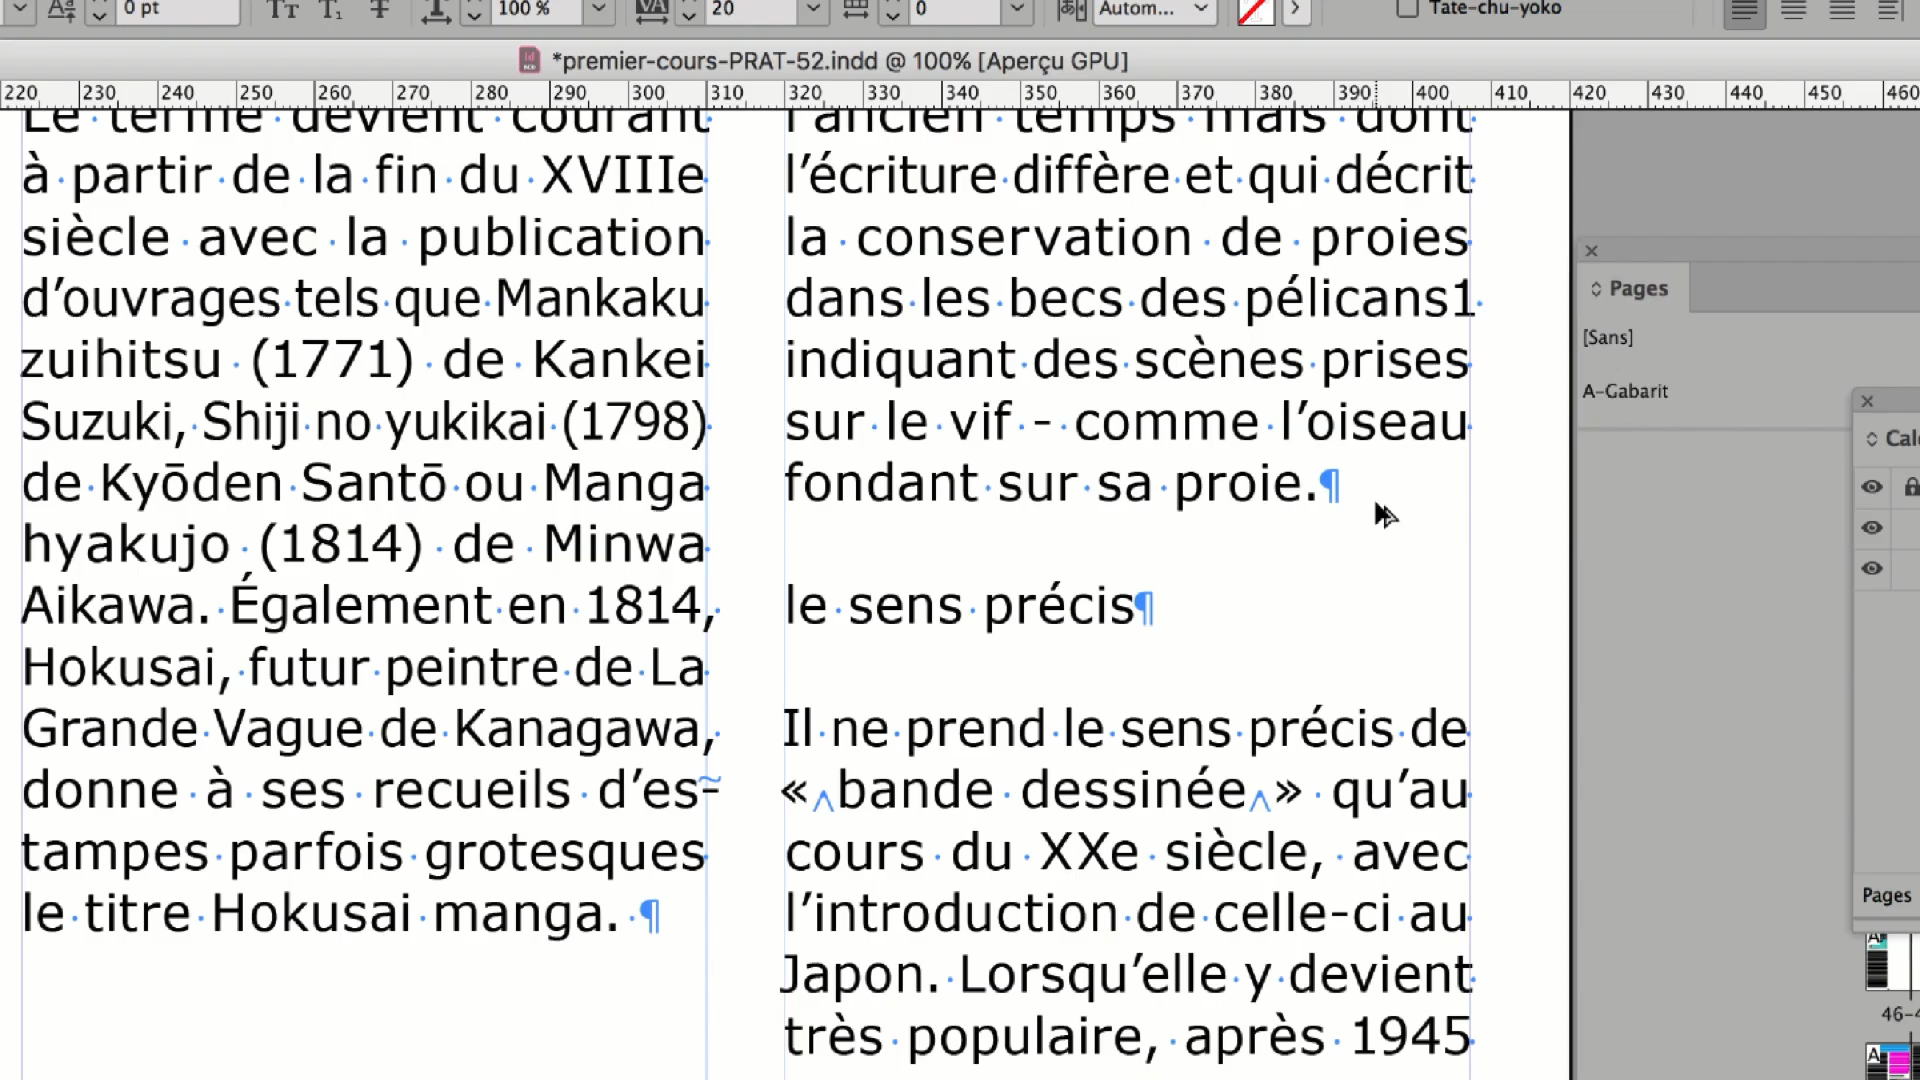 0 pt
100 %
20
0
Autom...
Tate-chu-yoko
*premier-cours-PRAT-52.indd @ 100% [Aperçu GPU]
220 230 240 250 260 270 280 290 300 310 320 330 340 350 360 370 380 390 400 410 420 430 440 450 460
Le terme devient courant
à partir de la fin du XVIIIe
siècle avec la publication
d’ouvrages tels que Mankaku
zuihitsu (1771) de Kankei
Suzuki, Shiji no yukikai (1798)
de Kyōden Santō ou Manga
hyakujo (1814) de Minwa
Aikawa. Également en 1814,
Hokusai, futur peintre de La
Grande Vague de Kanagawa,
donne à ses recueils d’es-
tampes parfois grotesques
le titre Hokusai manga. ¶
l’ancien temps mais dont
l’écriture diffère et qui décrit
la conservation de proies
dans les becs des pélicans1
indiquant des scènes prises
sur le vif - comme l’oiseau
fondant sur sa proie.¶
le sens précis¶
Il ne prend le sens précis de
« bande dessinée » qu’au
cours du XXe siècle, avec
l’introduction de celle-ci au
Japon. Lorsqu’elle y devient
très populaire, après 1945
Pages
[Sans]
A-Gabarit
Pages